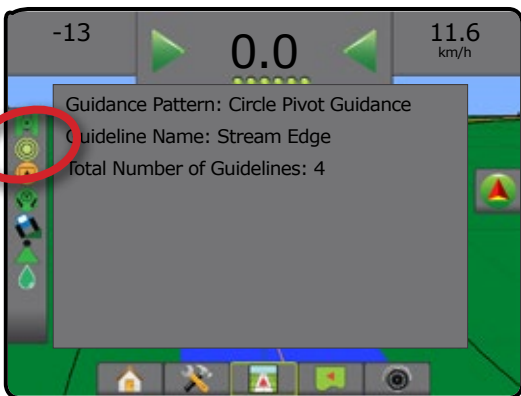 -13
0.0
11.6
km/h
Guidance Pattern: Circle Pivot Guidance
Guideline Name: Stream Edge
Total Number of Guidelines: 4